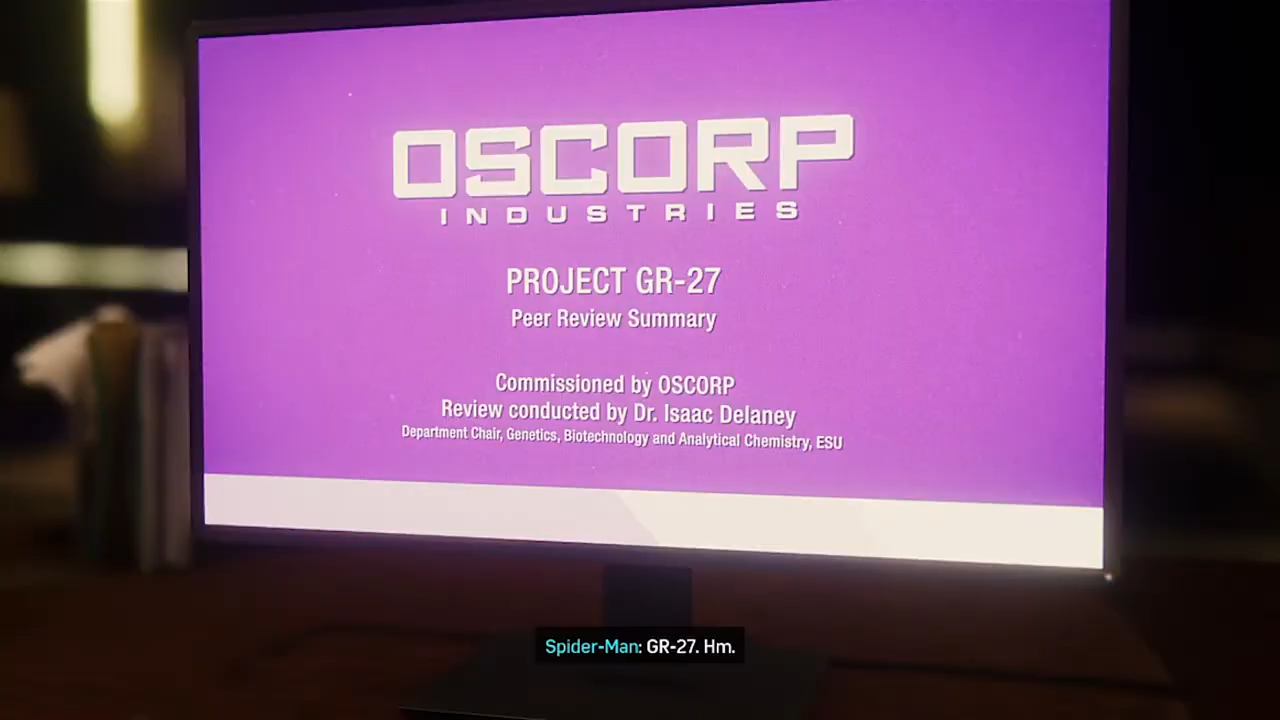 OSCORP
INDUSTRIES
PROJECT GR-27
Peer Review Summary
Commissioned by OSCORP
Review conducted by Dr. Isaac Delaney
Department Chair, Genetics, Biotechnology and Analytical Chemistry, ESU
Spider-Man: GR-27. Hm.